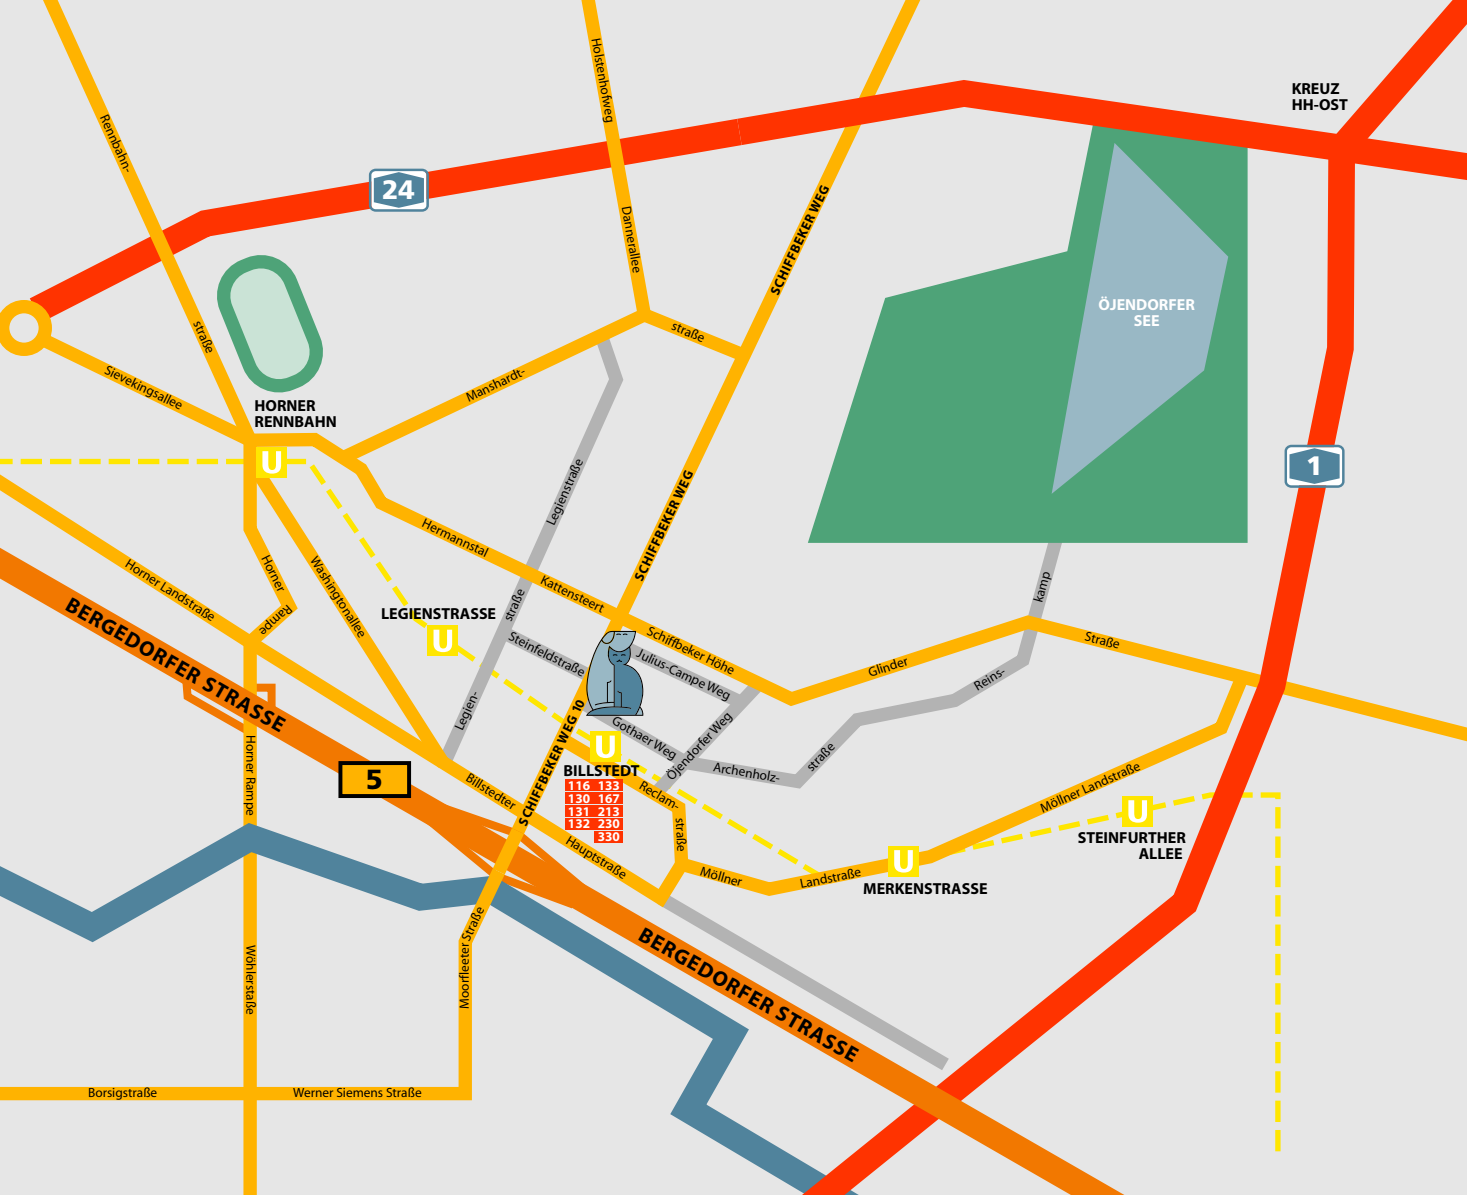 Holstenhofweg
KREUZ
HH-OST
Rennbahn-
24
SCHIFFBEKER WEG
Dannerallee
ÖJENDORFER
SEE
straße
straße
Sievekingsallee
Manshardt-
HORNER
RENNBAHN
U
1
Legienstraße
SCHIFFBEKER WEG
Hermannstal
Horner
Washingtonallee
Horner Landstraße
Kattensteert
kamp
BERGEDORFER STRASSE
LEGIENSTRASSE
straße
Rampe
U
Steinfeldstraße
Schiffbeker Höhe
Julius-Campe Weg
Glinder
Straße
Reins-
Legien-
SCHIFFBEKER WEG 10
Gothaer Weg
Öjendorfer Weg
U
BILLSTEDT
116 133
130 167
131 213
132 230
330
Archenholz-
straße
Horner Rampe
5
Billstedter
Reclam-
straße
Möllner Landstraße
U
STEINFURTHER
ALLEE
Hauptstraße
Möllner
Landstraße
U
MERKENSTRASSE
Moorfleeter Straße
Wöhlerstaße
BERGEDORFER STRASSE
Borsigstraße
Werner Siemens Straße